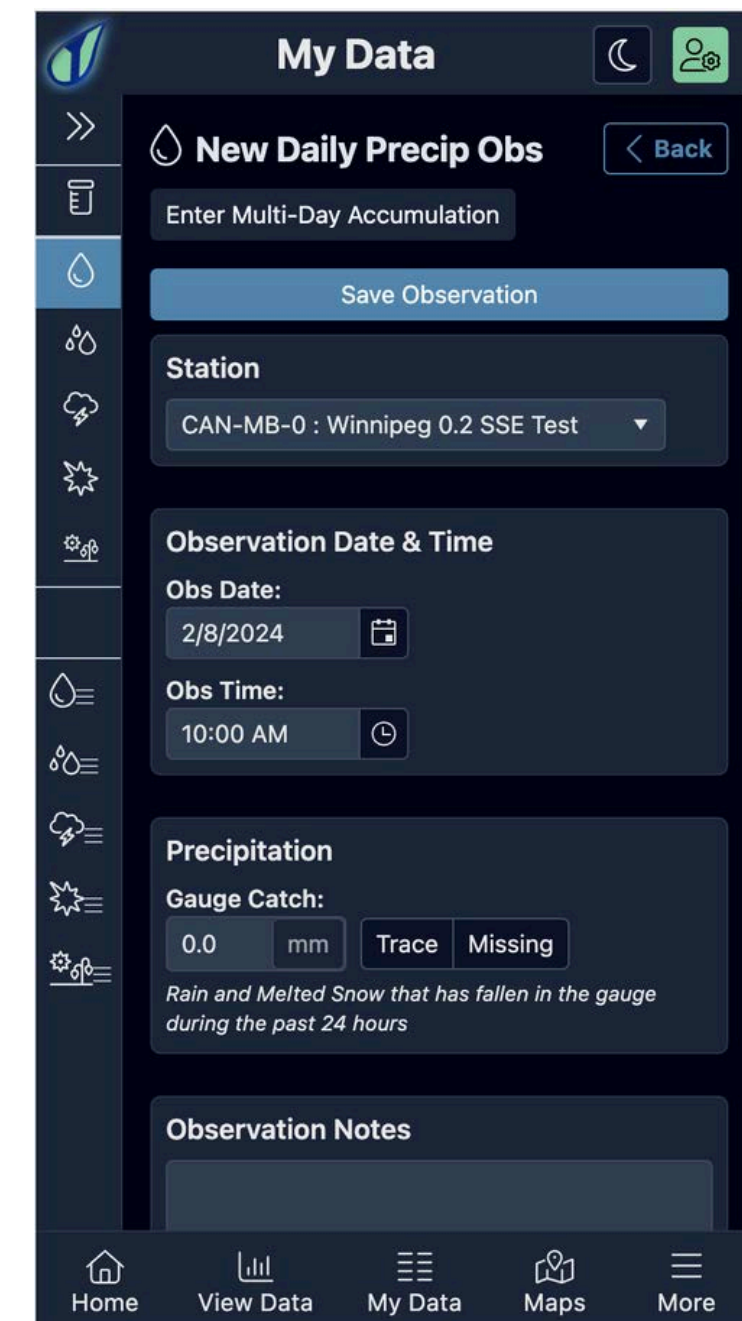 My Data
New Daily Precip Obs
Back
Enter Multi-Day Accumulation
Save Observation
Station
CAN-MB-0 : Winnipeg 0.2 SSE Test
Observation Date & Time
Obs Date:
2/8/2024
Obs Time:
10:00 AM
Precipitation
Gauge Catch:
0.0 mm Trace Missing
Rain and Melted Snow that has fallen in the gauge
during the past 24 hours
Observation Notes
Home View Data My Data Maps More